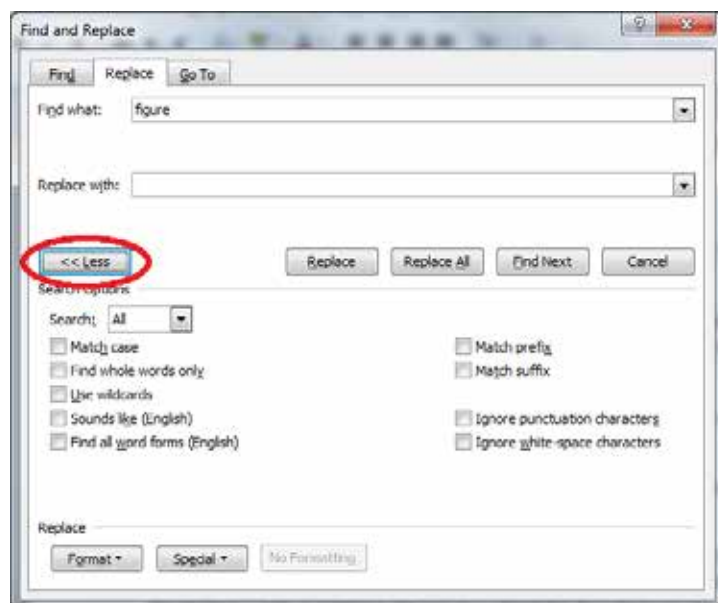 Find and Replace
Find Replace Go To
Find what: figure
Replace with:
<< Less Replace Replace All Find Next Cancel
Search Options
Search: All
Match case Match prefix
Find whole words only Match suffix
Use wildcards
Sounds like (English) Ignore punctuation characters
Find all word forms (English) Ignore white-space characters
Replace
Format Special No Formatting